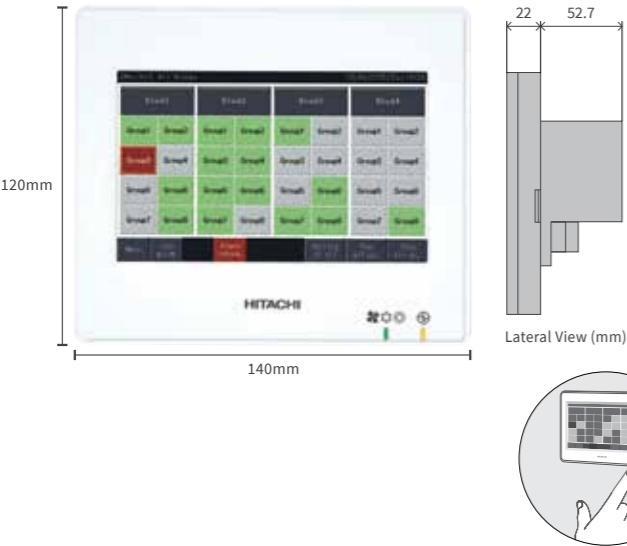 22 52.7
Block1 Block2 Block3 Block4
Group1 Group2 Group1 Group2 Group1 Group2 Group1 Group2
Group3 Group4 Group3 Group4 Group3 Group4 Group3 Group4
120mm
Group5 Group6 Group5 Group6 Group5 Group6 Group5 Group6
Group7 Group8 Group7 Group8 Group7 Group8 Group7 Group8
HITACHI
Lateral View (mm)
140mm